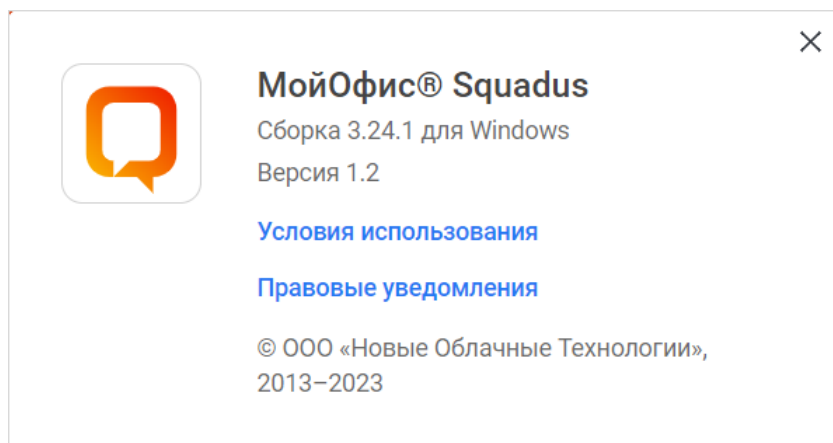 МойОфис® Squadus
Сборка 3.24.1 для Windows
Версия 1.2
Условия использования
Правовые уведомления
© ООО «Новые Облачные Технологии»,
2013–2023